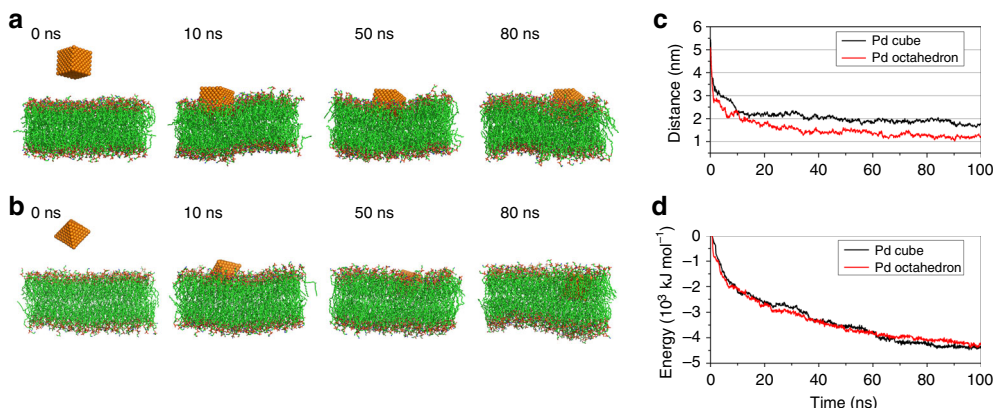 a
0 ns
10 ns
50 ns
80 ns
b
0 ns
10 ns
50 ns
80 ns
c
6
5
4
3
2
1
Distance (nm)
Pd cube
Pd octahedron
0
20
40
60
80
100
d
0
−1
−2
−3
−4
−5
Energy (10³ kJ mol⁻¹)
Pd cube
Pd octahedron
0
20
40
60
80
100
Time (ns)